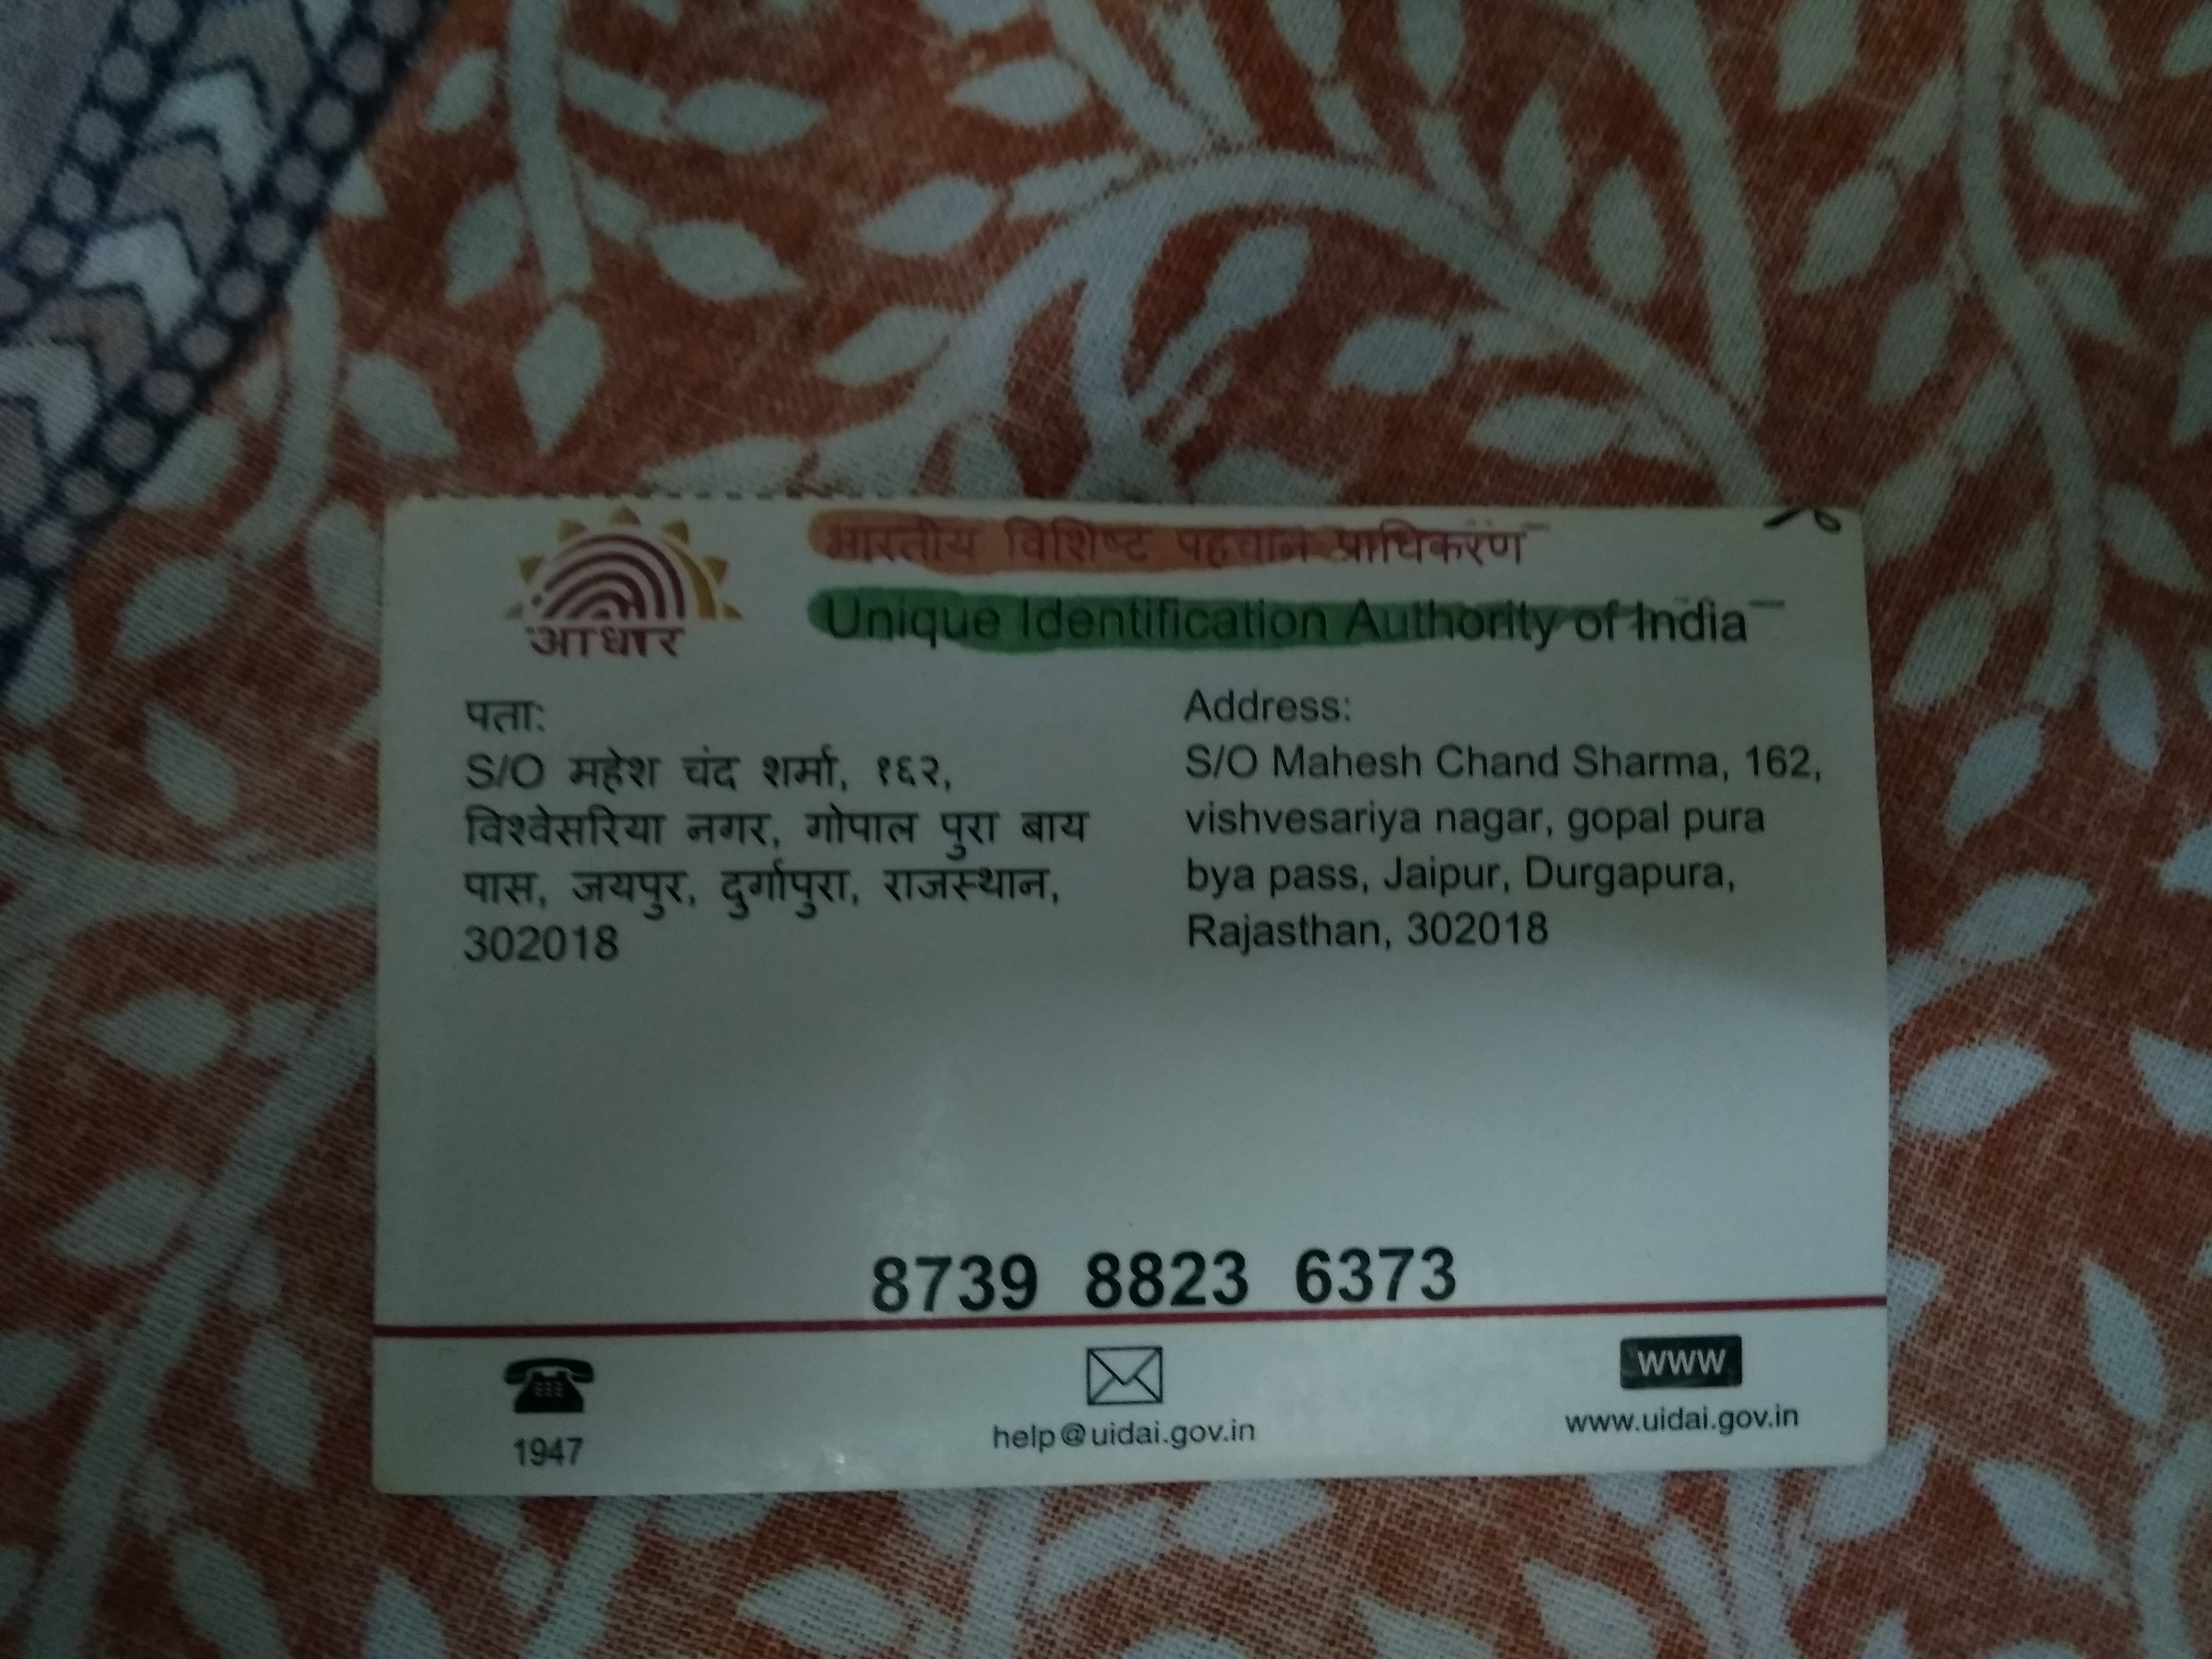 भारतीय विशिष्ट पहचान प्राधिकरण
Unique Identification Authority of India
आधार
पता:
S/O महेश चंद शर्मा, १६२,
विश्वेसरिया नगर, गोपाल पुरा बाय
पास, जयपुर, दुर्गापुरा, राजस्थान,
302018
Address:
S/O Mahesh Chand Sharma, 162,
vishvesariya nagar, gopal pura
bya pass, Jaipur, Durgapura,
Rajasthan, 302018
8739 8823 6373
1947
help@uidai.gov.in
www
www.uidai.gov.in